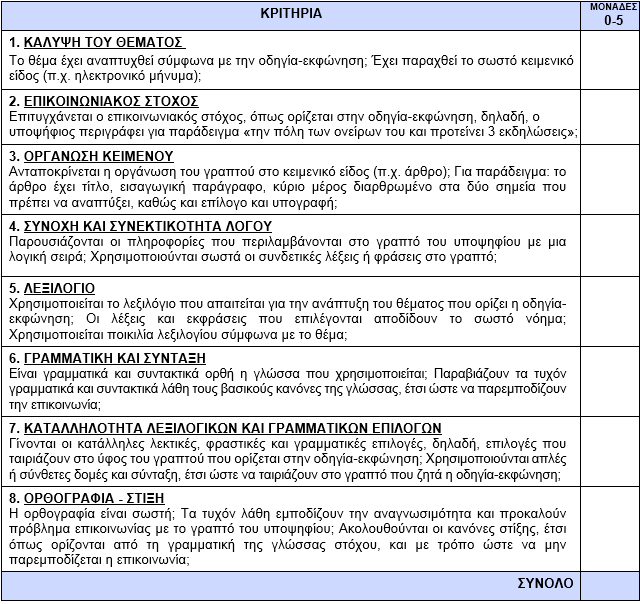 ΚΡΙΤΗΡΙΑ
ΜΟΝΑΔΕΣ
0-5
1. ΚΑΛΥΨΗ ΤΟΥ ΘΕΜΑΤΟΣ
Το θέμα έχει αναπτυχθεί σύμφωνα με την οδηγία-εκφώνηση; Έχει παραχθεί το σωστό κειμενικό
είδος (π.χ. ηλεκτρονικό μήνυμα);
2. ΕΠΙΚΟΙΝΩΝΙΑΚΟΣ ΣΤΟΧΟΣ
Επιτυγχάνεται ο επικοινωνιακός στόχος, όπως ορίζεται στην οδηγία-εκφώνηση, δηλαδή, ο
υποψήφιος περιγράφει για παράδειγμα «την πόλη των ονείρων του και προτείνει 3 εκδηλώσεις»;
3. ΟΡΓΑΝΩΣΗ ΚΕΙΜΕΝΟΥ
Ανταποκρίνεται η οργάνωση του γραπτού στο κειμενικό είδος (π.χ. άρθρο); Για παράδειγμα: το
άρθρο έχει τίτλο, εισαγωγική παράγραφο, κύριο μέρος διαρθρωμένο στα δύο σημεία που
πρέπει να αναπτύξει, καθώς και επίλογο και υπογραφή;
4. ΣΥΝΟΧΗ ΚΑΙ ΣΥΝΕΚΤΙΚΟΤΗΤΑ ΛΟΓΟΥ
Παρουσιάζονται οι πληροφορίες που περιλαμβάνονται στο γραπτό του υποψηφίου με μια
λογική σειρά; Χρησιμοποιούνται σωστά οι συνδετικές λέξεις ή φράσεις στο γραπτό;
5. ΛΕΞΙΛΟΓΙΟ
Χρησιμοποιείται το λεξιλόγιο που απαιτείται για την ανάπτυξη του θέματος που ορίζει η οδηγία-
εκφώνηση; Οι λέξεις και εκφράσεις που επιλέγονται αποδίδουν το σωστό νόημα;
Χρησιμοποιείται ποικιλία λεξιλογίου σύμφωνα με το θέμα;
6. ΓΡΑΜΜΑΤΙΚΗ ΚΑΙ ΣΥΝΤΑΞΗ
Είναι γραμματικά και συντακτικά ορθή η γλώσσα που χρησιμοποιείται; Παραβιάζουν τα τυχόν
γραμματικά και συντακτικά λάθη τους βασικούς κανόνες της γλώσσας, έτσι ώστε να παρεμποδίζουν
την επικοινωνία;
7. ΚΑΤΑΛΛΗΛΟΤΗΤΑ ΛΕΞΙΛΟΓΙΚΩΝ ΚΑΙ ΓΡΑΜΜΑΤΙΚΩΝ ΕΠΙΛΟΓΩΝ
Γίνονται οι κατάλληλες λεκτικές, φραστικές και γραμματικές επιλογές, δηλαδή, επιλογές που
ταιριάζουν στο ύφος του γραπτού που ορίζεται στην οδηγία-εκφώνηση; Χρησιμοποιούνται απλές
ή σύνθετες δομές και σύνταξη, έτσι ώστε να ταιριάζουν στο γραπτό που ζητά η οδηγία-εκφώνηση;
8. ΟΡΘΟΓΡΑΦΙΑ - ΣΤΙΞΗ
Η ορθογραφία είναι σωστή; Τα τυχόν λάθη εμποδίζουν την αναγνωσιμότητα και προκαλούν
πρόβλημα επικοινωνίας με το γραπτό του υποψηφίου; Ακολουθούνται οι κανόνες στίξης, έτσι
όπως ορίζονται από τη γραμματική της γλώσσας στόχου, και με τρόπο ώστε να μην
παρεμποδίζεται η επικοινωνία;
ΣΥΝΟΛΟ